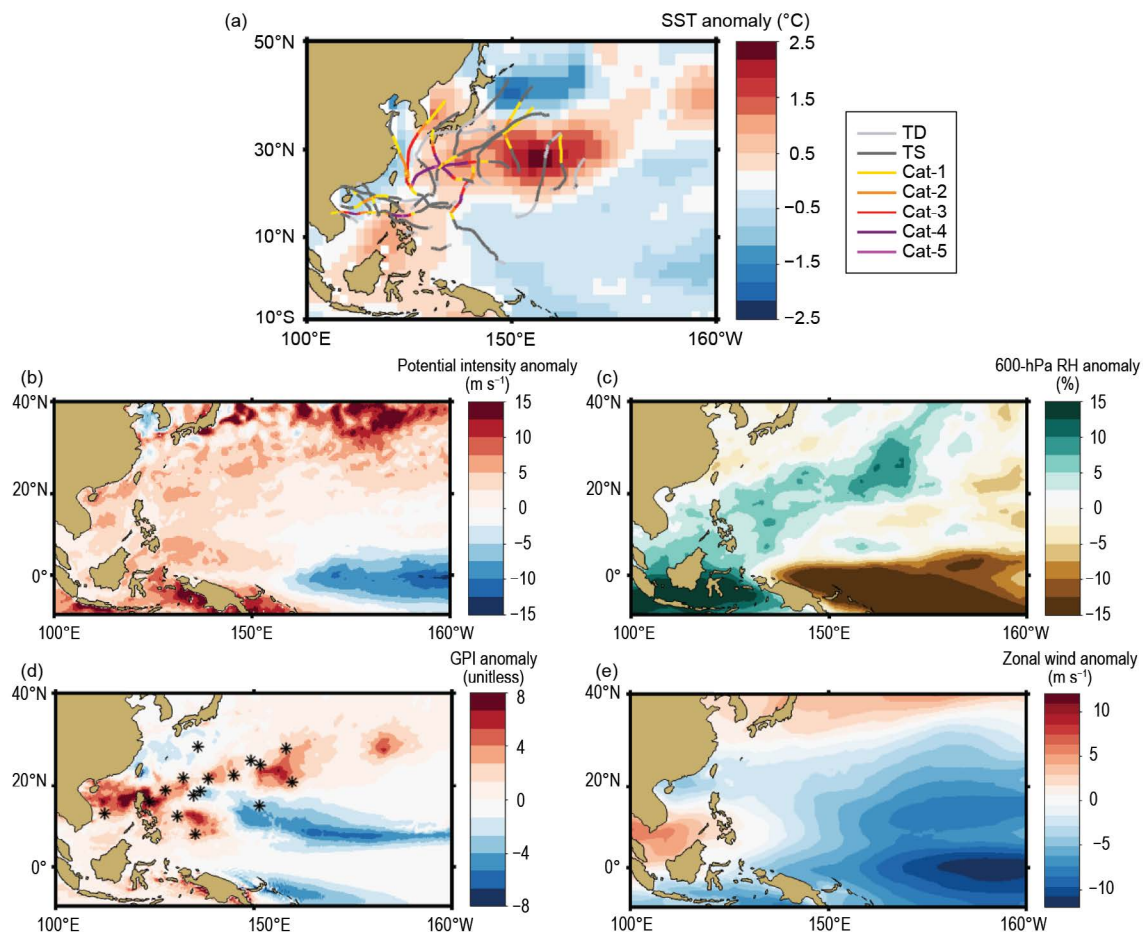 (a)
SST anomaly (°C)
50°N
30°N
10°N
10°S
100°E
150°E
160°W
2.5
1.5
0.5
−0.5
−1.5
−2.5
TD
TS
Cat-1
Cat-2
Cat-3
Cat-4
Cat-5
(b)
Potential intensity anomaly
(m s⁻¹)
40°N
20°N
0°
100°E
150°E
160°W
15
10
5
0
−5
−10
−15
(c)
600-hPa RH anomaly
(%)
40°N
20°N
0°
100°E
150°E
160°W
15
10
5
0
−5
−10
−15
(d)
GPI anomaly
(unitless)
40°N
20°N
0°
100°E
150°E
160°W
8
4
0
−4
−8
(e)
Zonal wind anomaly
(m s⁻¹)
40°N
20°N
0°
100°E
150°E
160°W
10
5
0
−5
−10